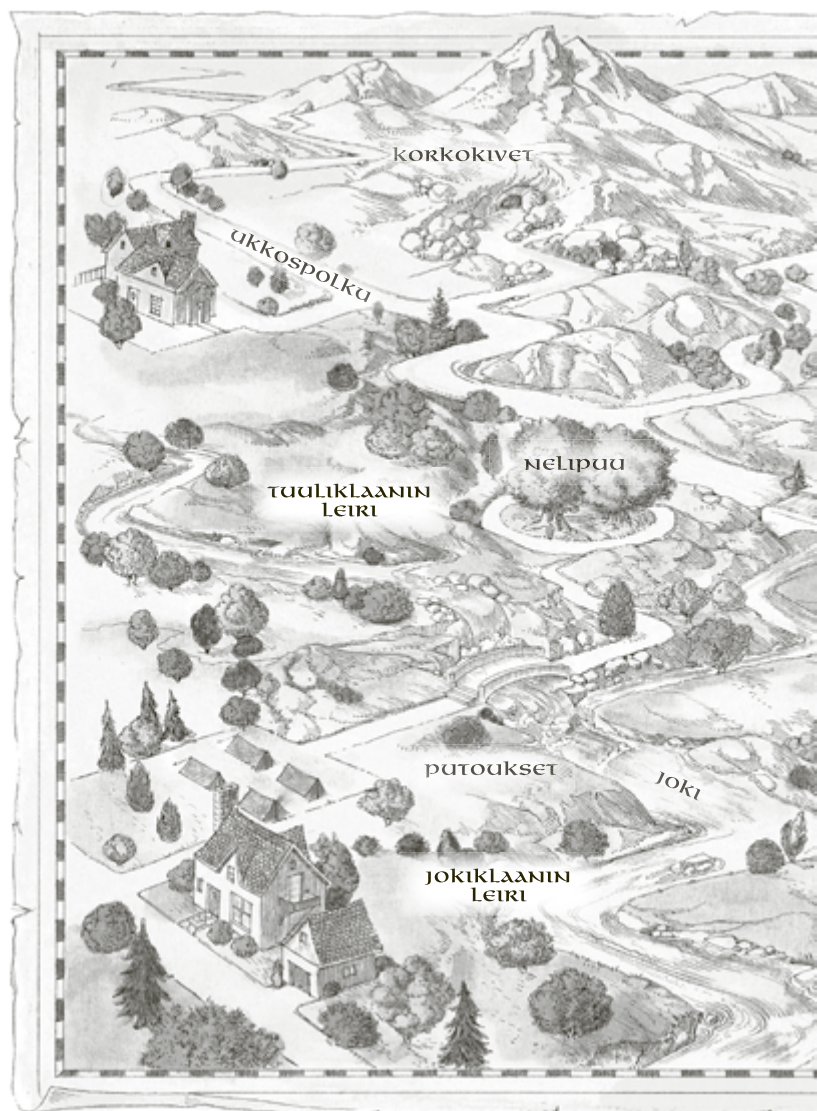 KORKOKIVET
UKKOSPOLKU
NELIPUU
TUULIKLAANIN
LEIRI
PUTOUKSET
JOKI
JOKIKLAANIN
LEIRI